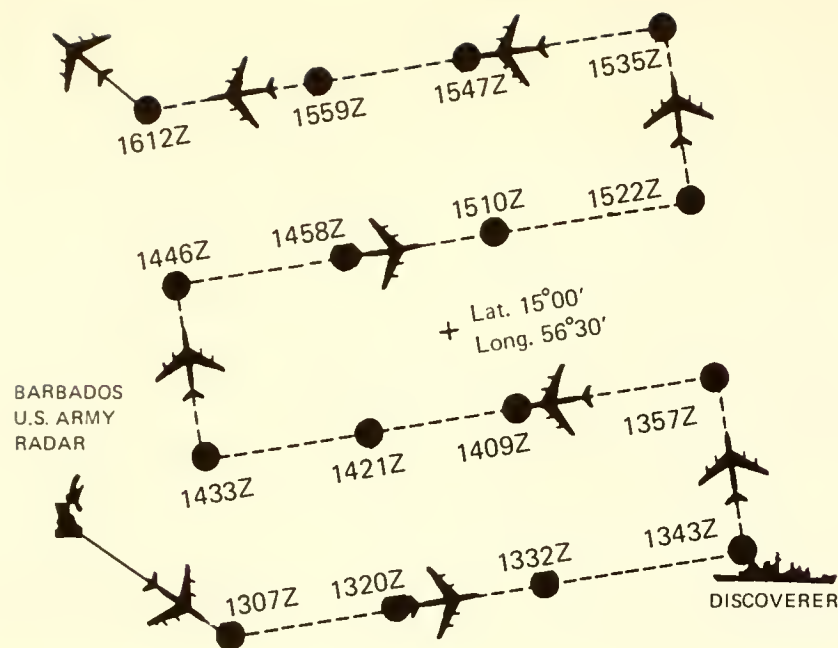 1535Z
1547Z
1559Z
1612Z
1522Z
1510Z
1458Z
1446Z
+ Lat. 15°00′
Long. 56°30′
BARBADOS
U.S. ARMY
RADAR
1357Z
1409Z
1421Z
1433Z
1343Z
1332Z
1320Z
1307Z
DISCOVERER